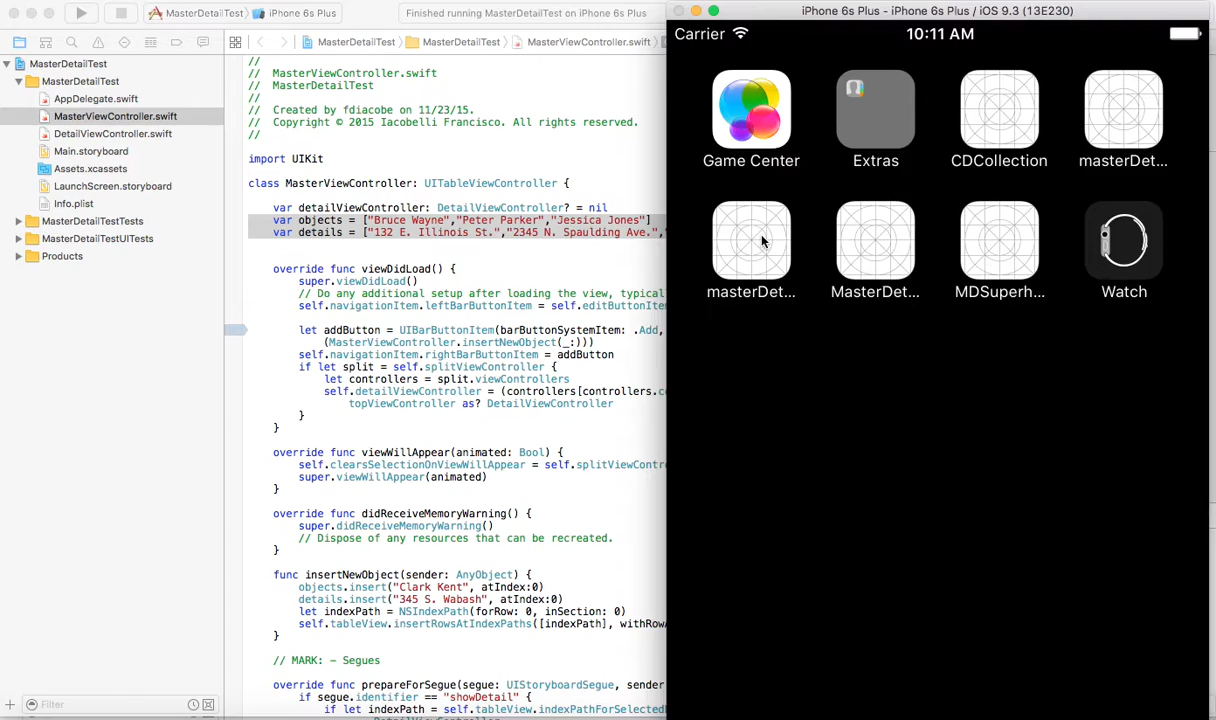 MasterDetailTest
iPhone 6s Plus
Finished running MasterDetailTest on iPhone 6s Plus
iPhone 6s Plus - iPhone 6s Plus / iOS 9.3 (13E230)
MasterDetailTest
MasterDetailTest
MasterViewController.swift
MasterDetailTest
MasterDetailTest
AppDelegate.swift
MasterViewController.swift
DetailViewController.swift
Main.storyboard
Assets.xcassets
LaunchScreen.storyboard
Info.plist
MasterDetailTestTests
MasterDetailTestUITests
Products
Filter
//
// MasterViewController.swift
// MasterDetailTest
//
// Created by fdiacobe on 11/23/15.
// Copyright © 2015 Iacobelli Francisco. All rights reserved.
//
import UIKit
class MasterViewController: UITableViewController {
var detailViewController: DetailViewController? = nil
var objects = ["Bruce Wayne","Peter Parker","Jessica Jones"]
var details = ["132 E. Illinois St.","2345 N. Spaulding Ave.","
override func viewDidLoad() {
super.viewDidLoad()
// Do any additional setup after loading the view, typical
self.navigationItem.leftBarButtonItem = self.editButtonItem
let addButton = UIBarButtonItem(barButtonSystemItem: .Add,
(MasterViewController.insertNewObject(_:)))
self.navigationItem.rightBarButtonItem = addButton
if let split = self.splitViewController {
let controllers = split.viewControllers
self.detailViewController = (controllers[controllers.co
topViewController as? DetailViewController
}
}
override func viewWillAppear(animated: Bool) {
self.clearsSelectionOnViewWillAppear = self.splitViewContr
super.viewWillAppear(animated)
}
override func didReceiveMemoryWarning() {
super.didReceiveMemoryWarning()
// Dispose of any resources that can be recreated.
}
func insertNewObject(sender: AnyObject) {
objects.insert("Clark Kent", atIndex:0)
details.insert("345 S. Wabash", atIndex:0)
let indexPath = NSIndexPath(forRow: 0, inSection: 0)
self.tableView.insertRowsAtIndexPaths([indexPath], withRowA
}
// MARK: - Segues
override func prepareForSegue(segue: UIStoryboardSegue, sender
if segue.identifier == "showDetail" {
if let indexPath = self.tableView.indexPathForSelected
Carrier
10:11 AM
Game Center
Extras
CDCollection
masterDet...
masterDet...
MasterDet...
MDSuperh...
Watch